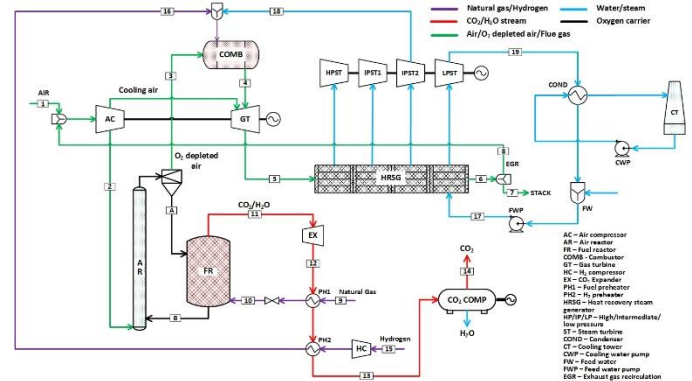 16
18
Natural gas/Hydrogen
CO₂/H₂O stream
Air/O₂ depleted air/Flue gas
Water/steam
Oxygen carrier
COMB
3
4
19
HPST
IPST1
IPST2
LPST
COND
CT
CWP
AIR
1
Cooling air
AC
GT
2
O₂ depleted
air
5
HRSG
6
8
EGR
7
STACK
17
FWP
FW
A
AR
B
CO₂/H₂O
11
FR
EX
12
10
PH1
Natural Gas
9
PH2
HC
Hydrogen
15
13
CO₂
14
CO₂ COMP
H₂O
AC – Air compressor
AR – Air reactor
FR – Fuel reactor
COMB - Combustor
GT – Gas turbine
HC – H₂ compressor
EX – CO₂ Expander
PH1 – Fuel preheater
PH2 – H₂ preheater
HRSG – Heat recovery steam
generator
HP/IP/LP – High/Intermediate/
low pressure
ST – Steam turbine
COND – Condenser
CT – Cooling tower
CWP – Cooling water pump
FW – Feed water
FWP – Feed water pump
EGR – Exhaust gas recirculation